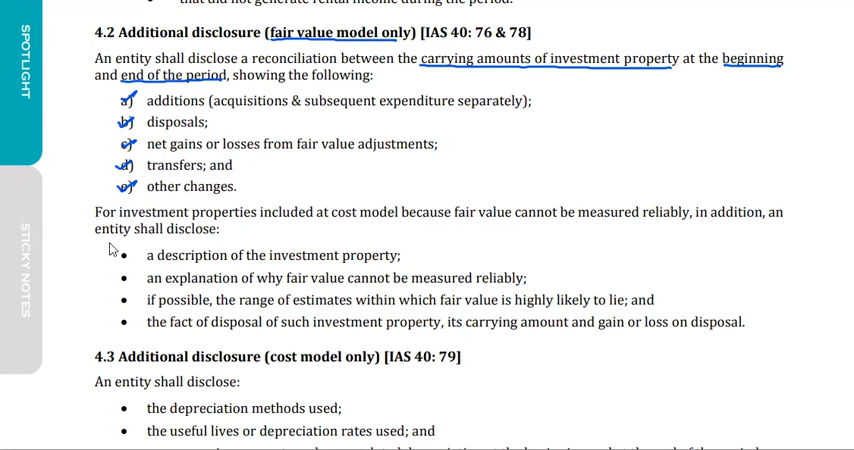 that did not generate rental income during the period.
4.2 Additional disclosure (fair value model only) [IAS 40: 76 & 78]
An entity shall disclose a reconciliation between the carrying amounts of investment property at the beginning
and end of the period, showing the following:
a) additions (acquisitions & subsequent expenditure separately);
b) disposals;
c) net gains or losses from fair value adjustments;
d) transfers; and
e) other changes.
For investment properties included at cost model because fair value cannot be measured reliably, in addition, an
entity shall disclose:
• a description of the investment property;
• an explanation of why fair value cannot be measured reliably;
• if possible, the range of estimates within which fair value is highly likely to lie; and
• the fact of disposal of such investment property, its carrying amount and gain or loss on disposal.
4.3 Additional disclosure (cost model only) [IAS 40: 79]
An entity shall disclose:
• the depreciation methods used;
• the useful lives or depreciation rates used; and
SPOTLIGHT
STICKY NOTES